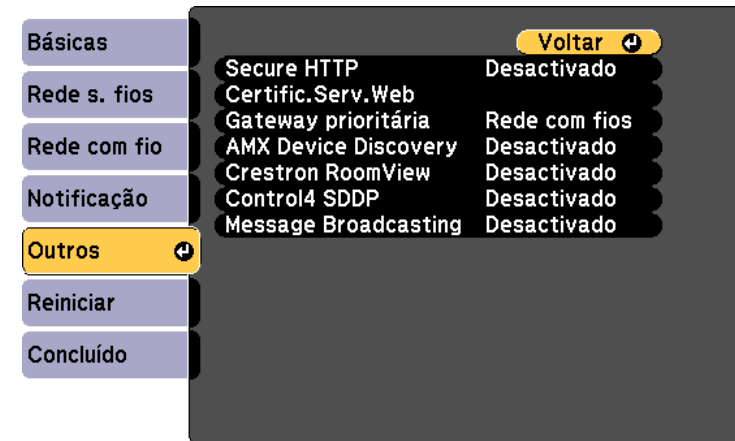 Básicas
Rede s. fios
Rede com fio
Notificação
Outros
Reiniciar
Concluído
Voltar
Secure HTTP Desactivado
Certific.Serv.Web
Gateway prioritária Rede com fios
AMX Device Discovery Desactivado
Crestron RoomView Desactivado
Control4 SDDP Desactivado
Message Broadcasting Desactivado